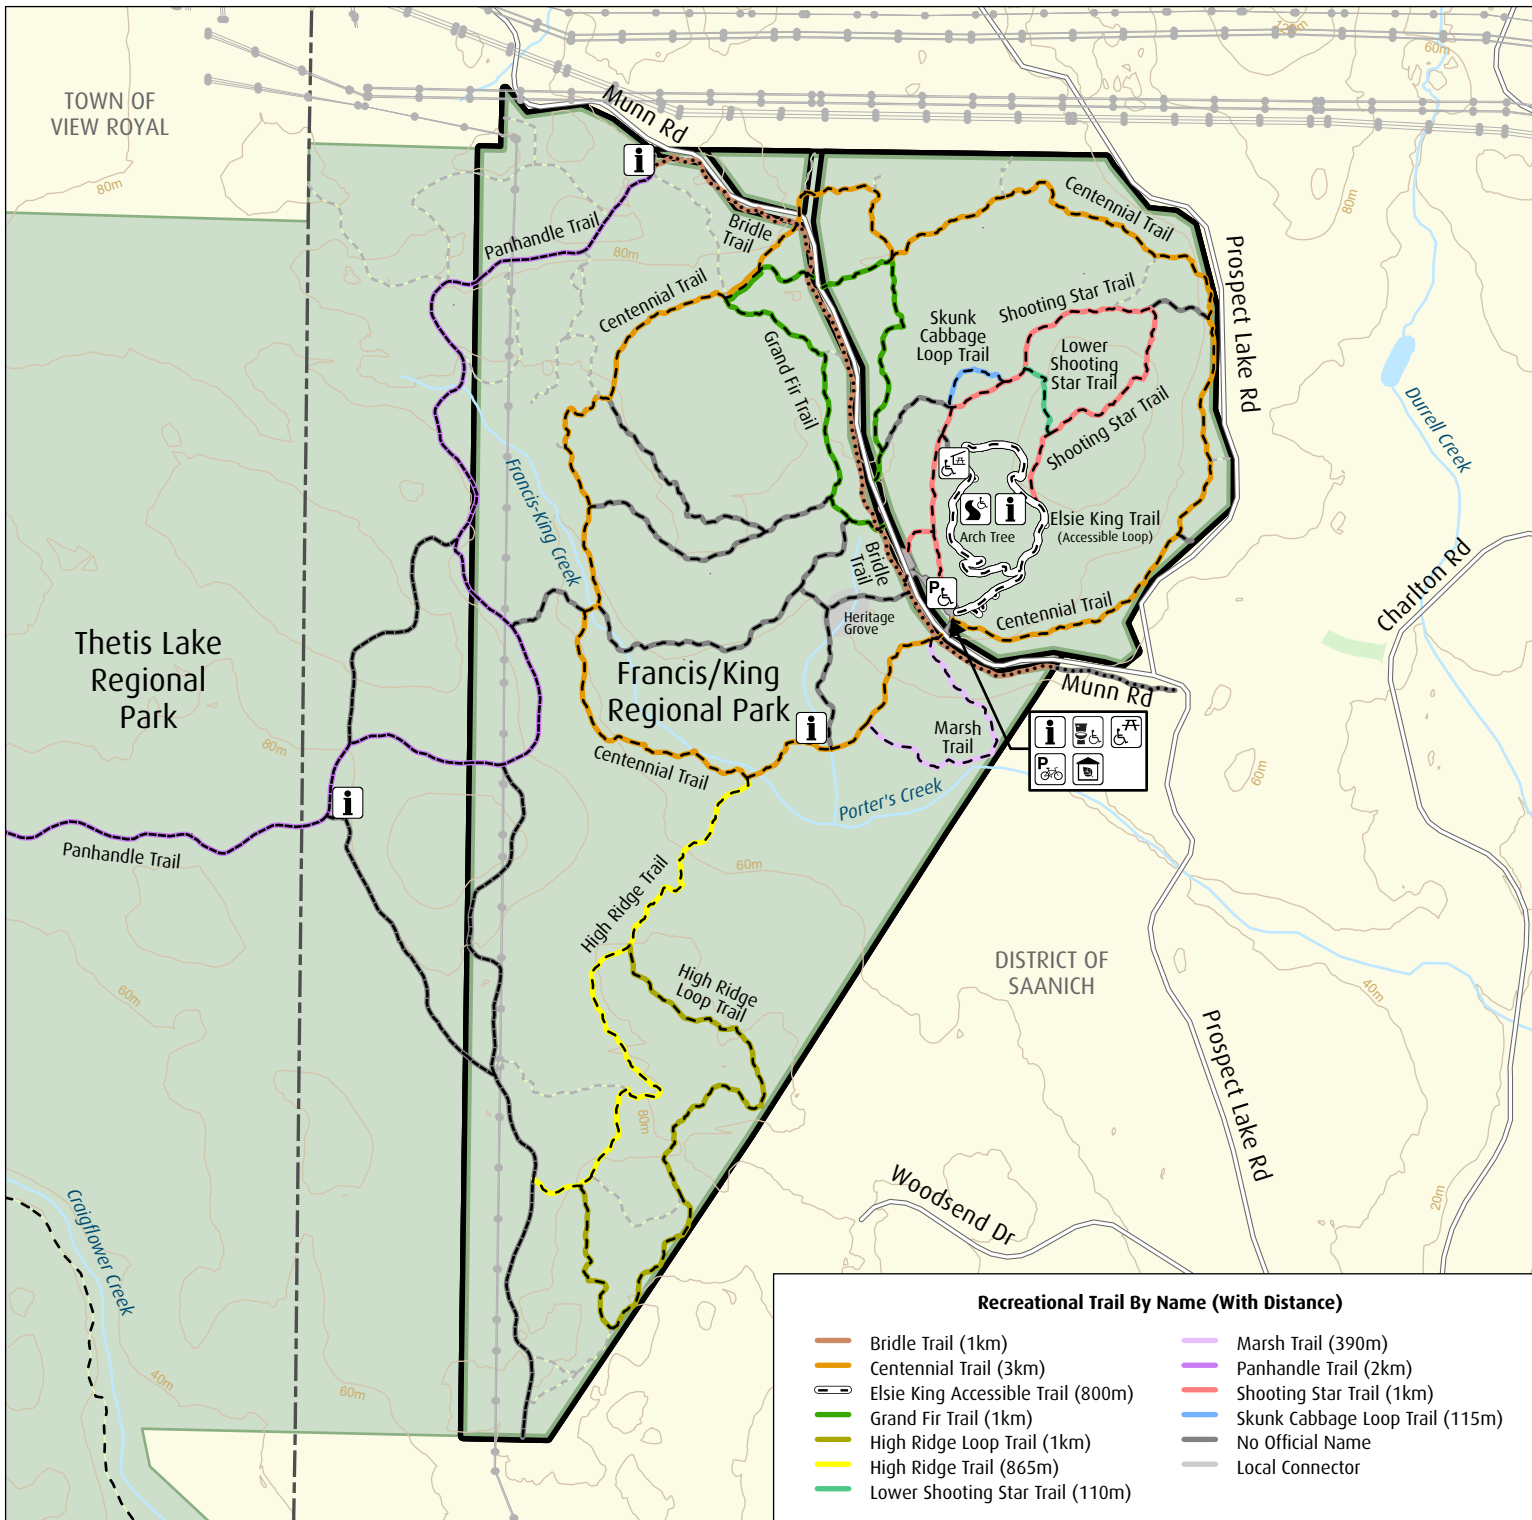 TOWN OF
VIEW ROYAL
80m
120m
60m
80m
Munn Rd
Panhandle Trail
Bridle
Trail
80m
Centennial Trail
Prospect Lake Rd
Centennial Trail
Shooting Star Trail
Skunk
Cabbage
Loop Trail
Lower
Shooting
Star Trail
Grand Fir Trail
Shooting Star Trail
Durrell Creek
Francis-King Creek
Arch Tree
Elsie King Trail
(Accessible Loop)
Bridle
Trail
P
Charlton Rd
Centennial Trail
Heritage
Grove
Thetis Lake
Regional
Park
Francis/King
Regional Park
Munn Rd
80m
Marsh
Trail
Centennial Trail
P
60m
Porter's Creek
Panhandle Trail
60m
High Ridge Trail
High Ridge
Loop Trail
DISTRICT OF
SAANICH
60m
40m
Prospect Lake Rd
80m
Woodsend Dr
20m
Craigflower Creek
40m
60m
Recreational Trail By Name (With Distance)
Bridle Trail (1km)
Centennial Trail (3km)
Elsie King Accessible Trail (800m)
Grand Fir Trail (1km)
High Ridge Loop Trail (1km)
High Ridge Trail (865m)
Lower Shooting Star Trail (110m)
Marsh Trail (390m)
Panhandle Trail (2km)
Shooting Star Trail (1km)
Skunk Cabbage Loop Trail (115m)
No Official Name
Local Connector